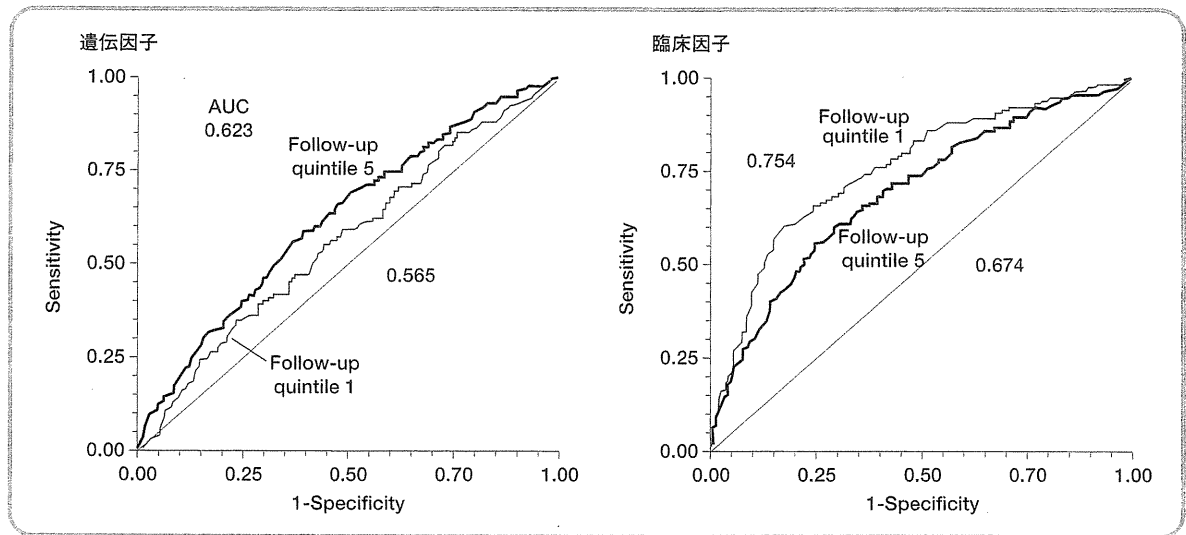 遺伝因子
1.00
0.75
0.50
0.25
0.00
Sensitivity
AUC
0.623
Follow-up
quintile 5
0.565
Follow-up
quintile 1
0.00
0.25
0.50
0.70
1.00
1-Specificity
臨床因子
1.00
0.75
0.50
0.25
0.00
Sensitivity
Follow-up
quintile 1
0.754
Follow-up
quintile 5
0.674
0.00
0.25
0.50
0.70
1.00
1-Specificity